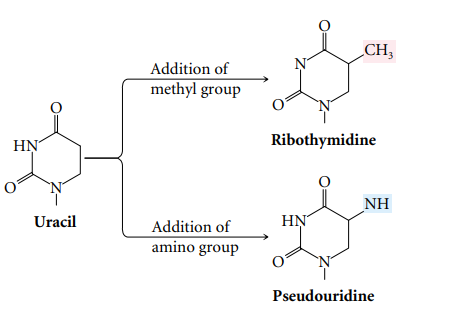 O
N
CH₃
Addition of
methyl group
O
N
Ribothymidine
O
HN
O
N
Uracil
O
NH
Addition of
amino group
HN
O
N
Pseudouridine